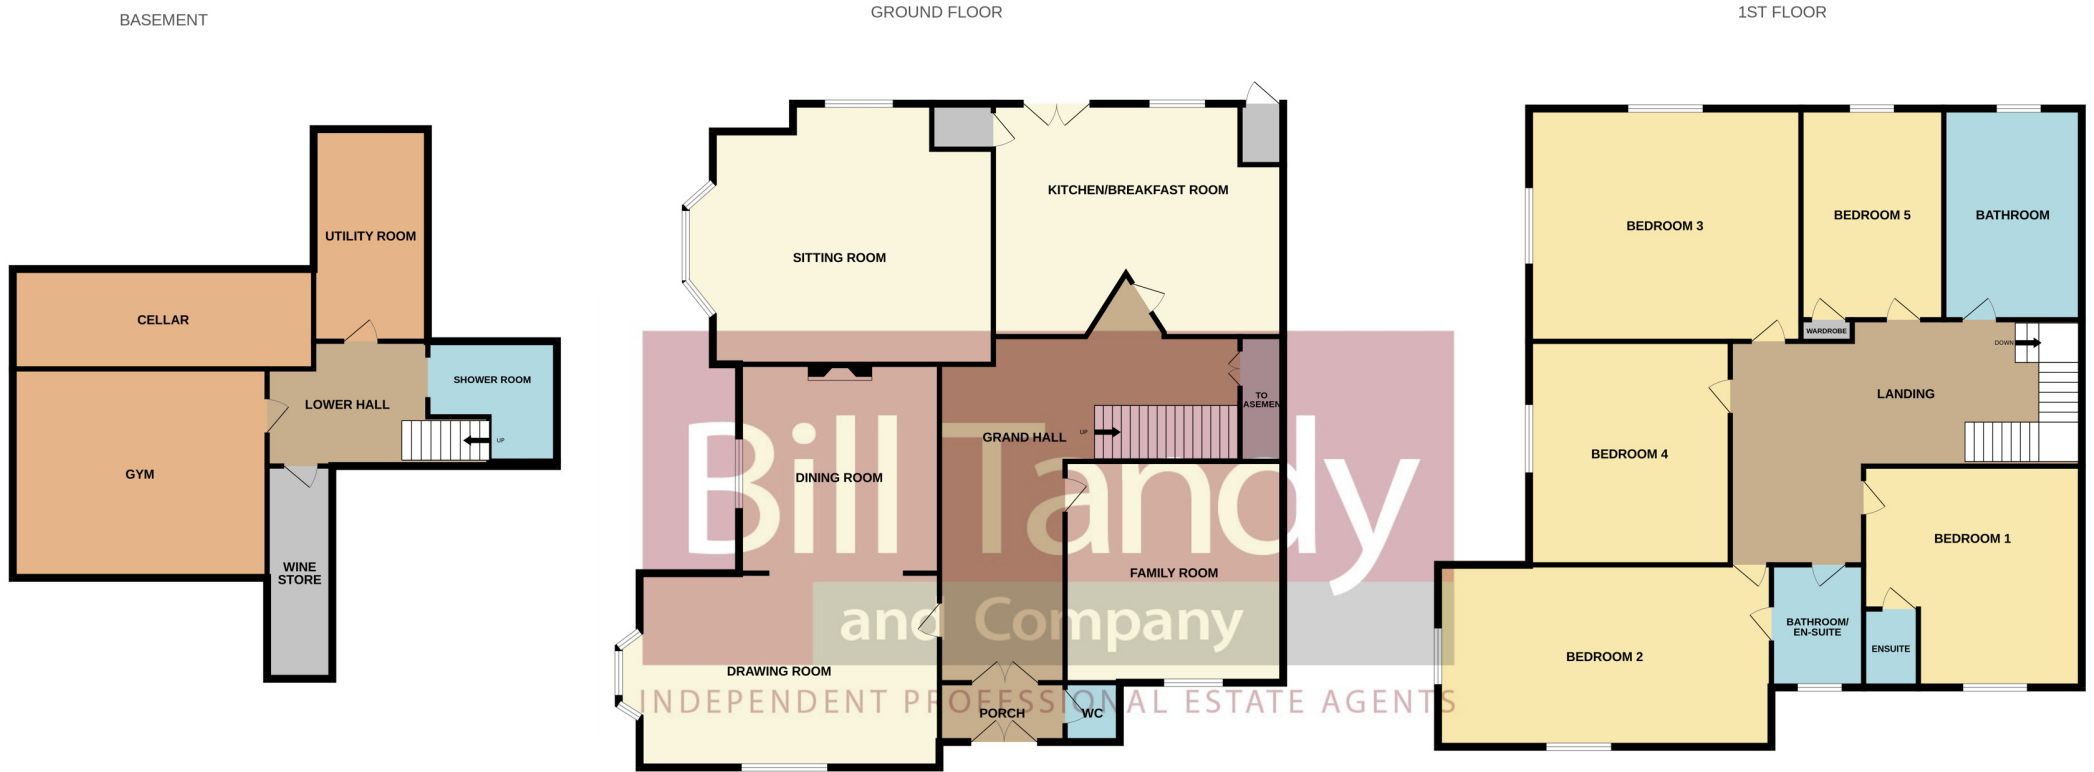 BASEMENT
UTILITY ROOM
CELLAR
SHOWER ROOM
LOWER HALL
UP
GYM
WINE
STORE
GROUND FLOOR
KITCHEN/BREAKFAST ROOM
SITTING ROOM
TO
ASEMEN
GRAND HALL
UP
DINING ROOM
FAMILY ROOM
DRAWING ROOM
PORCH
WC
Bill Tandy
and Company
INDEPENDENT PROFESSIONAL ESTATE AGENTS
1ST FLOOR
BEDROOM 3
BEDROOM 5
BATHROOM
WARDROBE
DOWN
LANDING
BEDROOM 4
BEDROOM 1
BATHROOM/
EN-SUITE
ENSUITE
BEDROOM 2